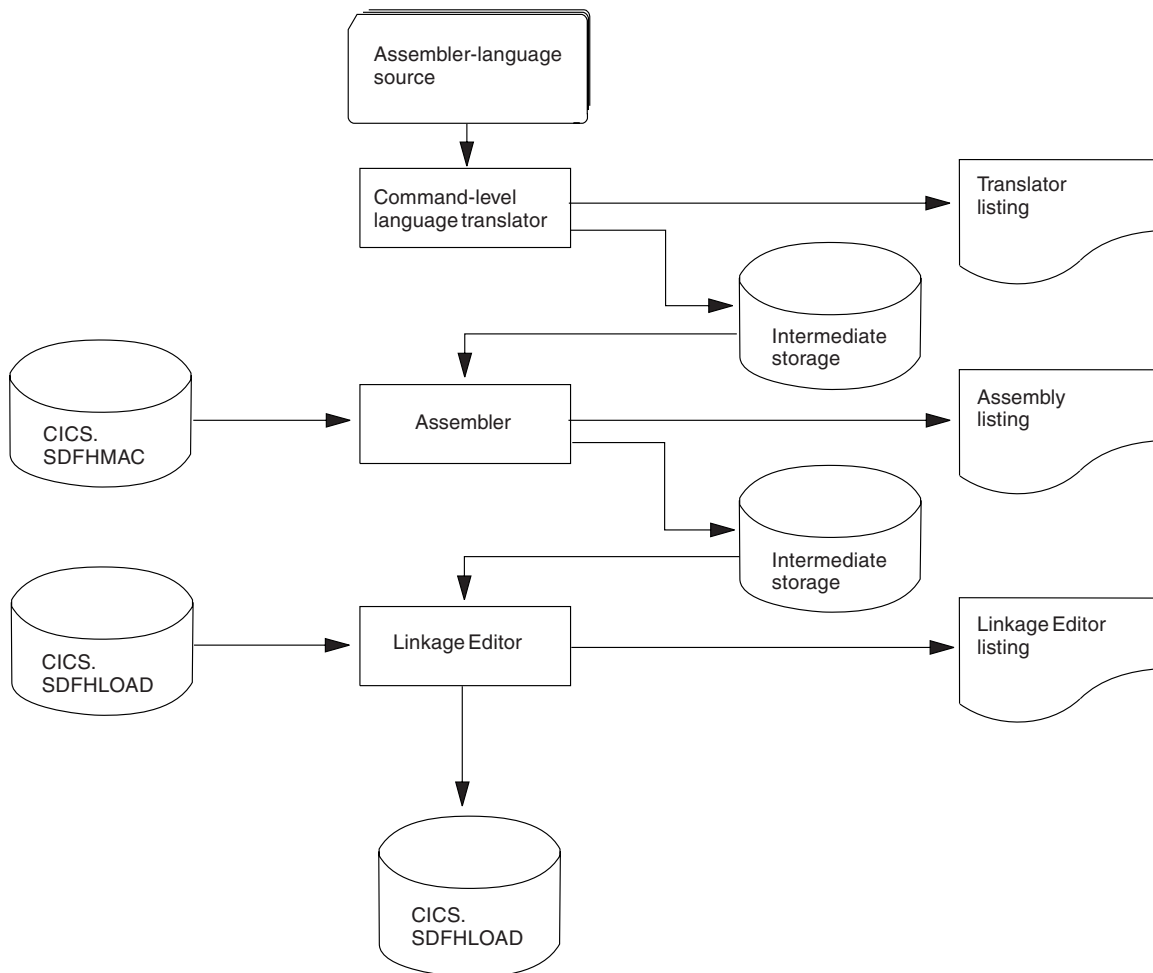 Assembler-language
source
Command-level
language translator
Translator
listing
Intermediate
storage
CICS.
SDFHMAC
Assembler
Assembly
listing
Intermediate
storage
CICS.
SDFHLOAD
Linkage Editor
Linkage Editor
listing
CICS.
SDFHLOAD